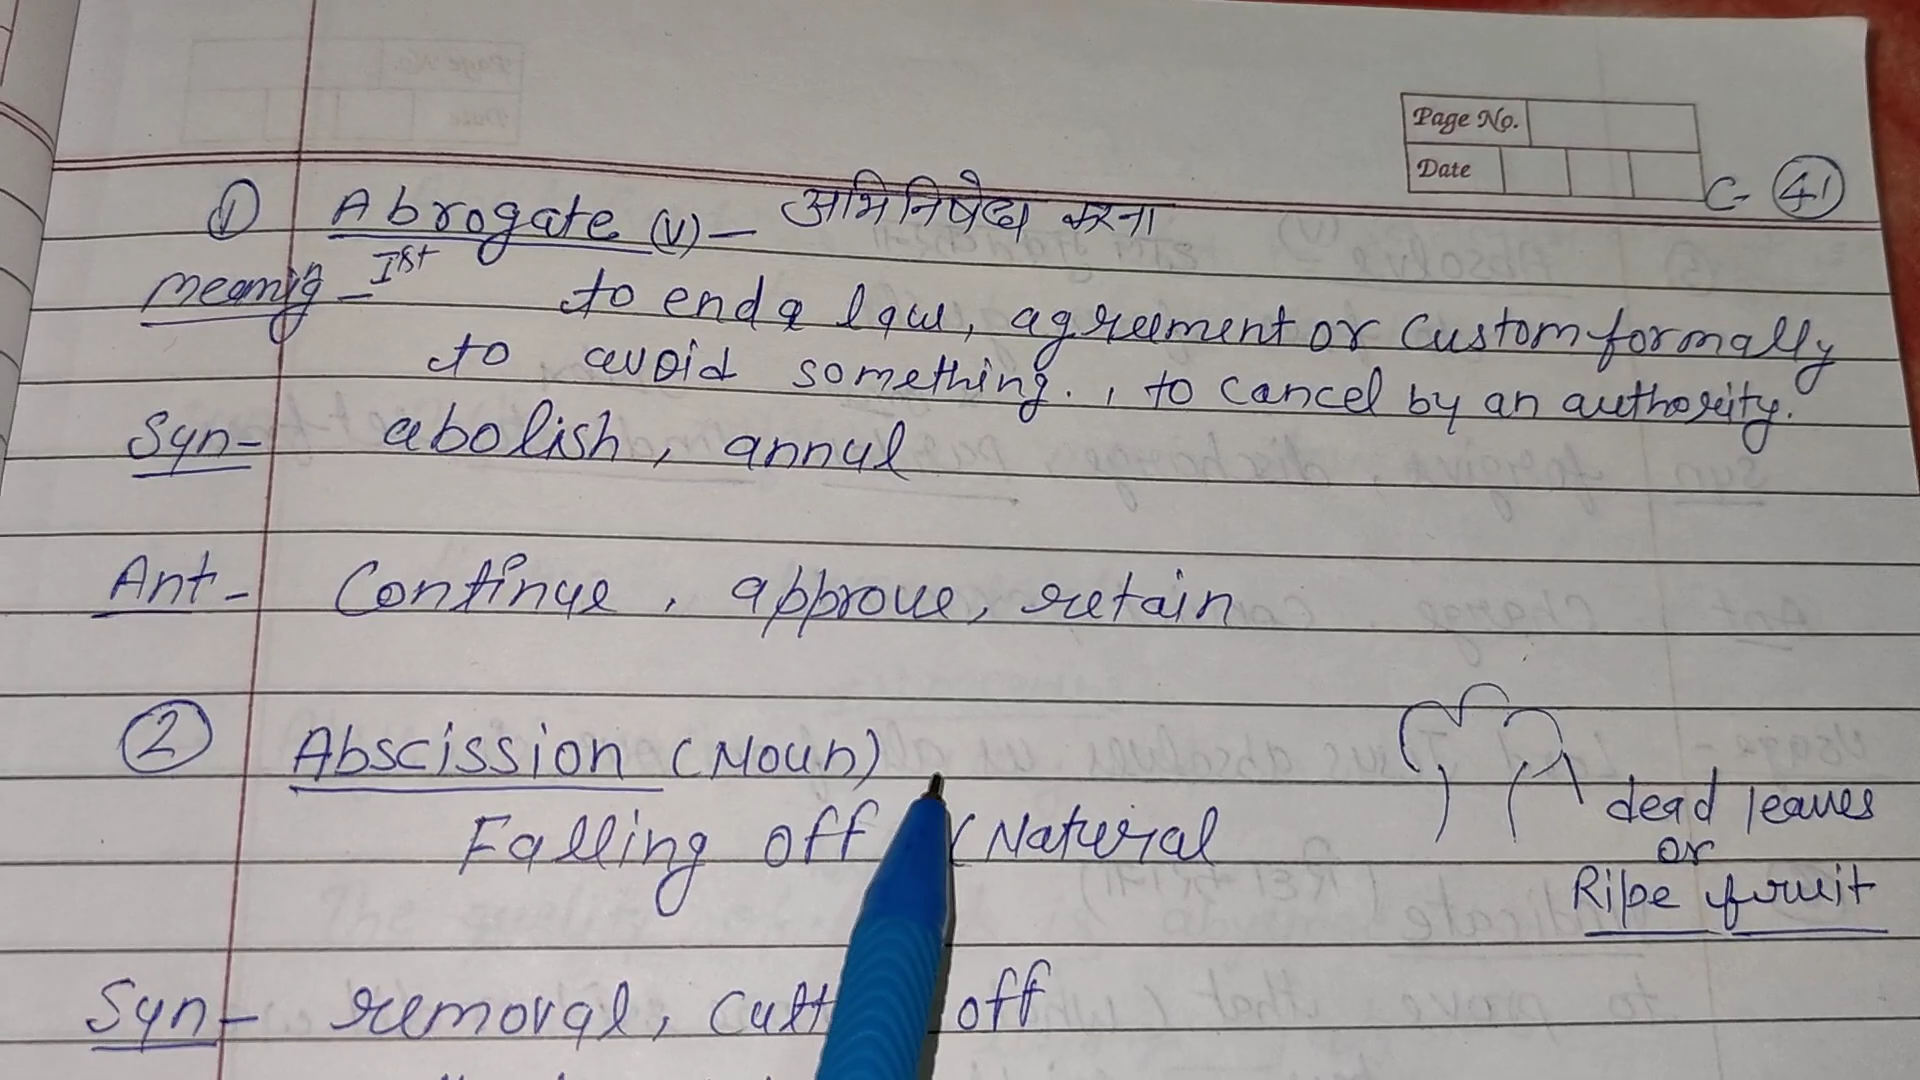 Page No.
Date
C- 41
1 Abrogate (v) — अभिनिषेध करना
Meanig - Ist to end a law, agreement or Custom formally
to avoid something. , to cancel by an authority.
Syn- abolish, annul
Ant- Continue, approve, retain
2 Abscission (Noun)
Falling off (Natural
dead leaves
or
Ripe fruit
Syn- removal, off